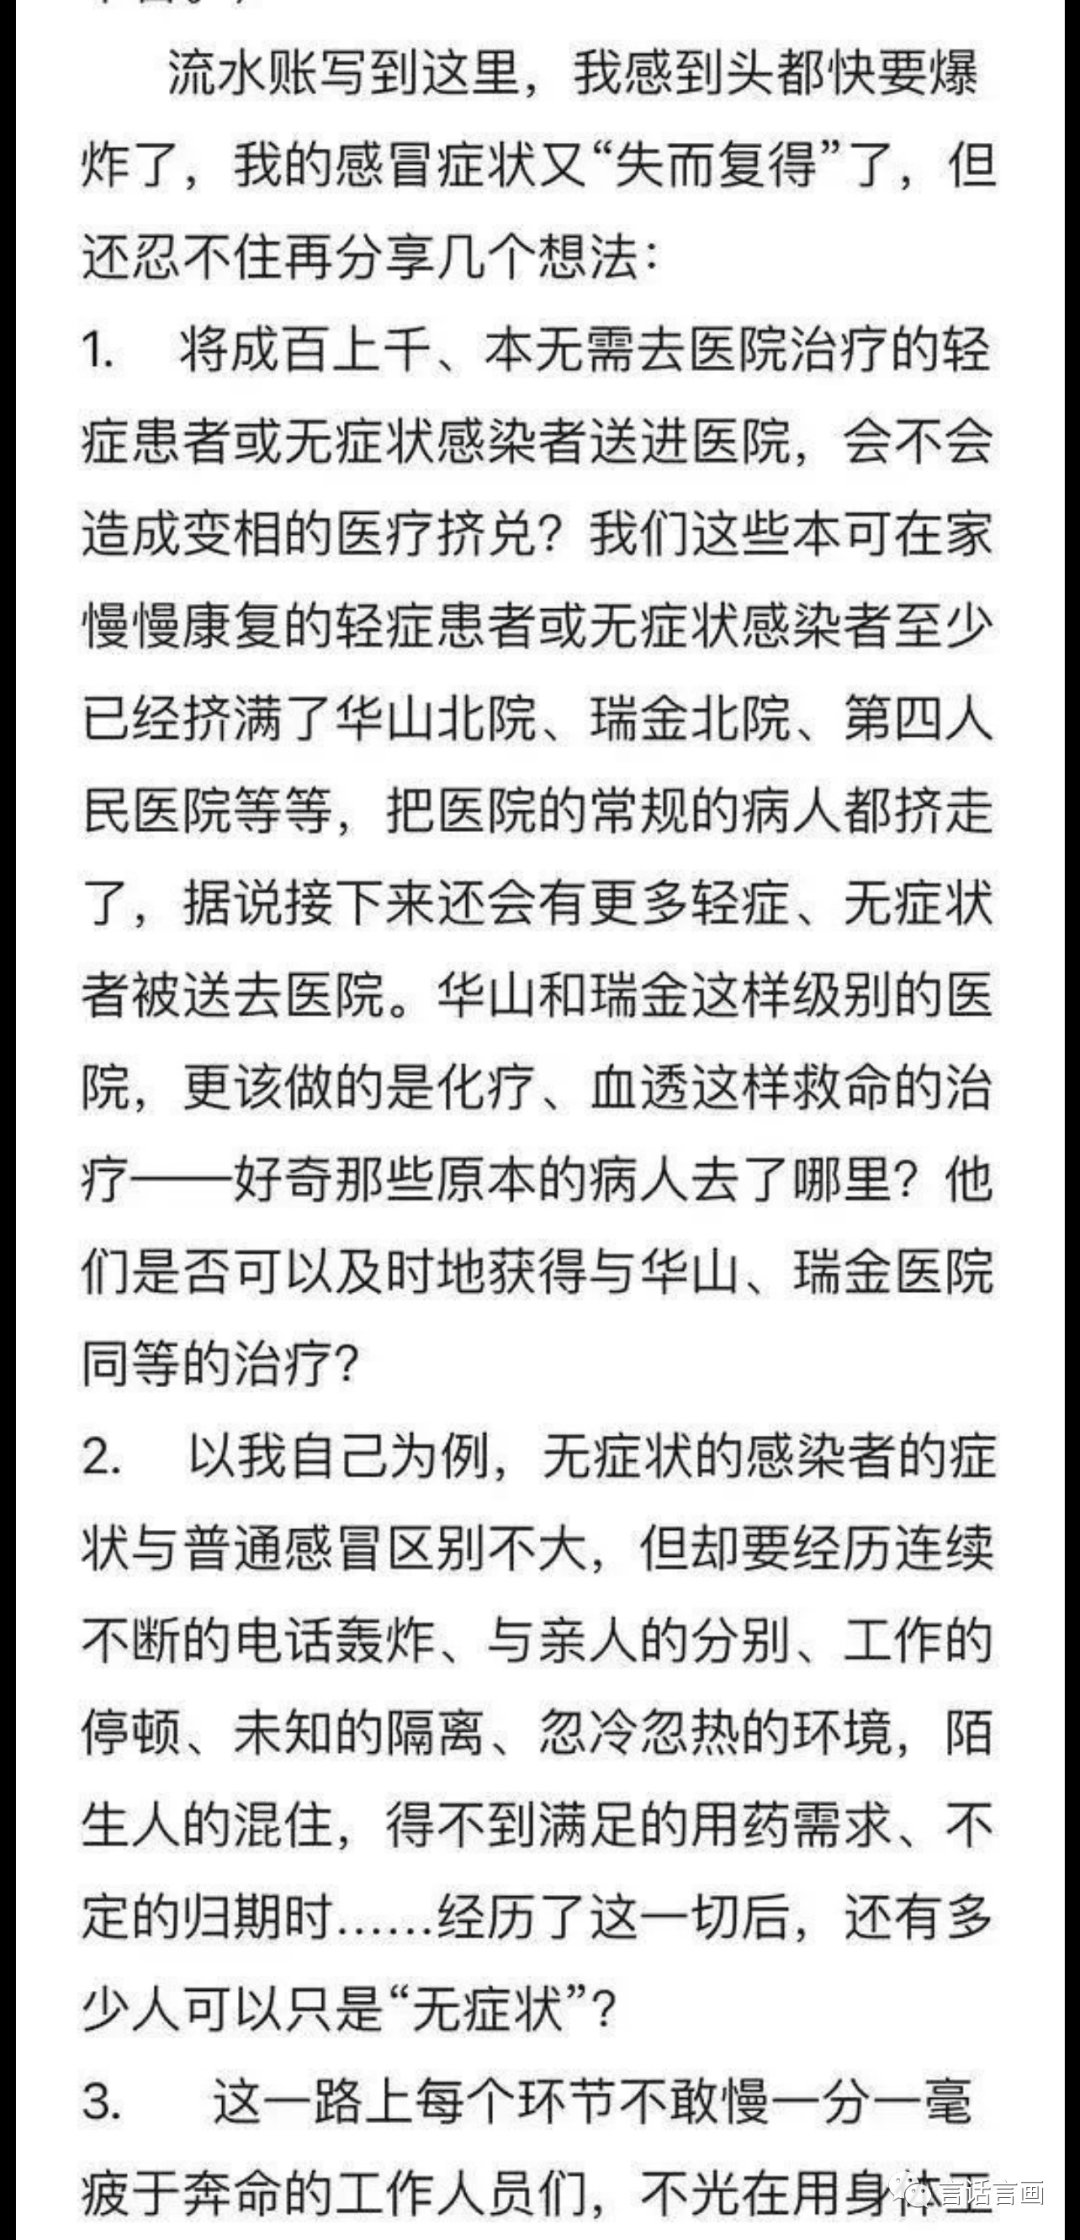 流水账写到这里，我感到头都快要爆
炸了，我的感冒症状又“失而复得”了，但
还忍不住再分享几个想法：
1. 将成百上千、本无需去医院治疗的轻
症患者或无症状感染者送进医院，会不会
造成变相的医疗挤兑？我们这些本可在家
慢慢康复的轻症患者或无症状感染者至少
已经挤满了华山北院、瑞金北院、第四人
民医院等等，把医院的常规的病人都挤走
了，据说接下来还会有更多轻症、无症状
者被送去医院。华山和瑞金这样级别的医
院，更该做的是化疗、血透这样救命的治
疗——好奇那些原本的病人去了哪里？他
们是否可以及时地获得与华山、瑞金医院
同等的治疗？
2. 以我自己为例，无症状的感染者的症
状与普通感冒区别不大，但却要经历连续
不断的电话轰炸、与亲人的分别、工作的
停顿、未知的隔离、忽冷忽热的环境，陌
生人的混住，得不到满足的用药需求、不
定的归期时……经历了这一切后，还有多
少人可以只是“无症状”？
3. 这一路上每个环节不敢慢一分一毫
疲于奔命的工作人员们，不光在用身体
言话言画